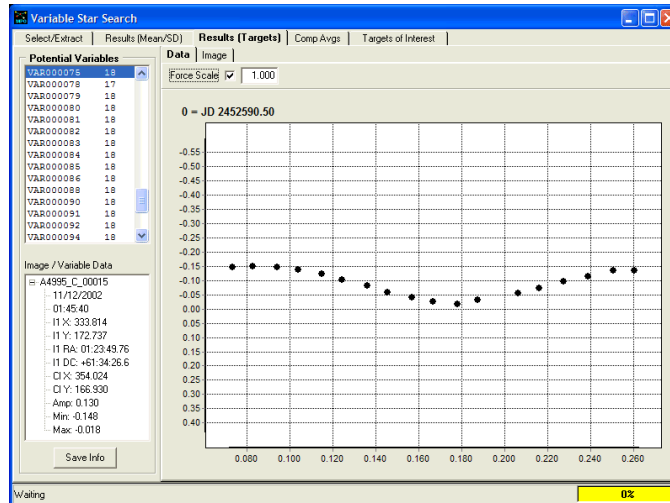 Variable Star Search
Select/Extract Results (Mean/SD) Results (Targets) Comp Avgs Targets of Interest
Potential Variables
VAR000075 18
VAR000078 17
VAR000079 18
VAR000080 18
VAR000081 18
VAR000082 18
VAR000083 18
VAR000084 18
VAR000085 18
VAR000086 18
VAR000088 18
VAR000090 18
VAR000091 18
VAR000092 18
VAR000094 18
Image / Variable Data
A4995_C_00015
11/12/2002
01:45:40
I1 X: 333.814
I1 Y: 172.737
I1 RA: 01:23:49.76
I1 DC: +61:34:26.6
CI X: 354.024
CI Y: 166.930
Amp: 0.130
Min: -0.148
Max: -0.018
Save Info
Data Image
Force Scale 1.000
0 = JD 2452590.50
-0.55
-0.50
-0.45
-0.40
-0.35
-0.30
-0.25
-0.20
-0.15
-0.10
-0.05
0.00
0.05
0.10
0.15
0.20
0.25
0.30
0.35
0.40
0.080 0.100 0.120 0.140 0.160 0.180 0.200 0.220 0.240 0.260
Waiting 0%